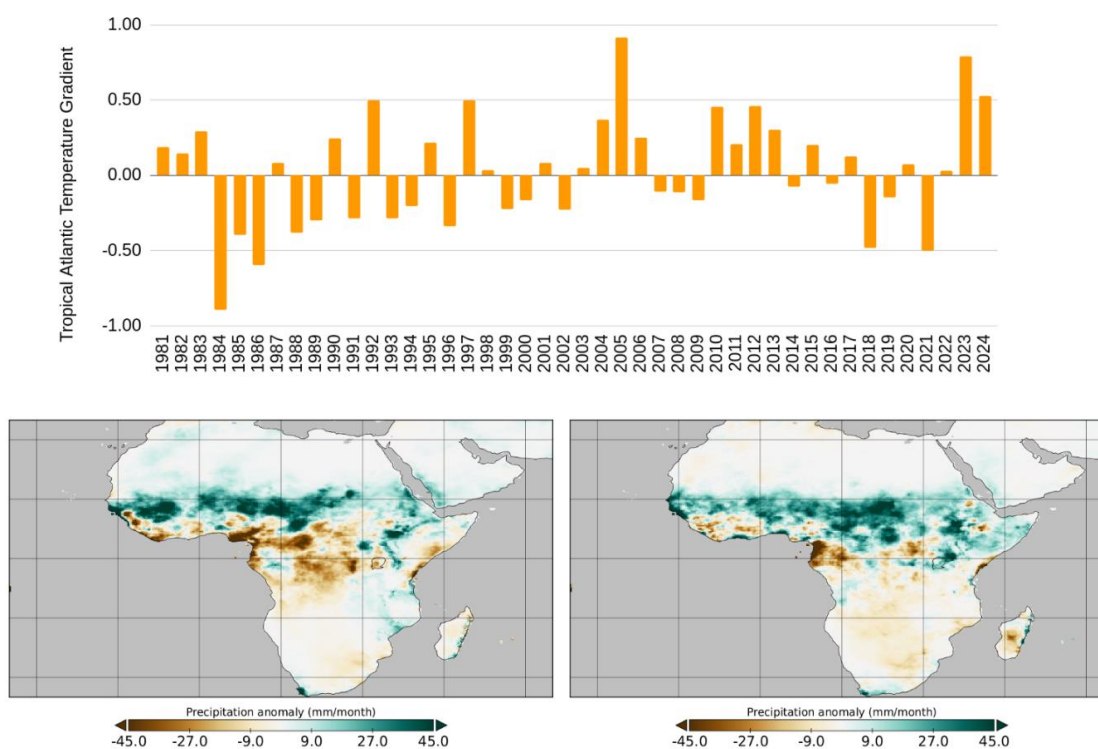 Tropical Atlantic Temperature Gradient
1.00
0.50
0.00
-0.50
-1.00
1981 1982 1983 1984 1985 1986 1987 1988 1989 1990 1991 1992 1993 1994 1995 1996 1997 1998 1999 2000 2001 2002 2003 2004 2005 2006 2007 2008 2009 2010 2011 2012 2013 2014 2015 2016 2017 2018 2019 2020 2021 2022 2023 2024
Precipitation anomaly (mm/month)
-45.0 -27.0 -9.0 9.0 27.0 45.0
Precipitation anomaly (mm/month)
-45.0 -27.0 -9.0 9.0 27.0 45.0